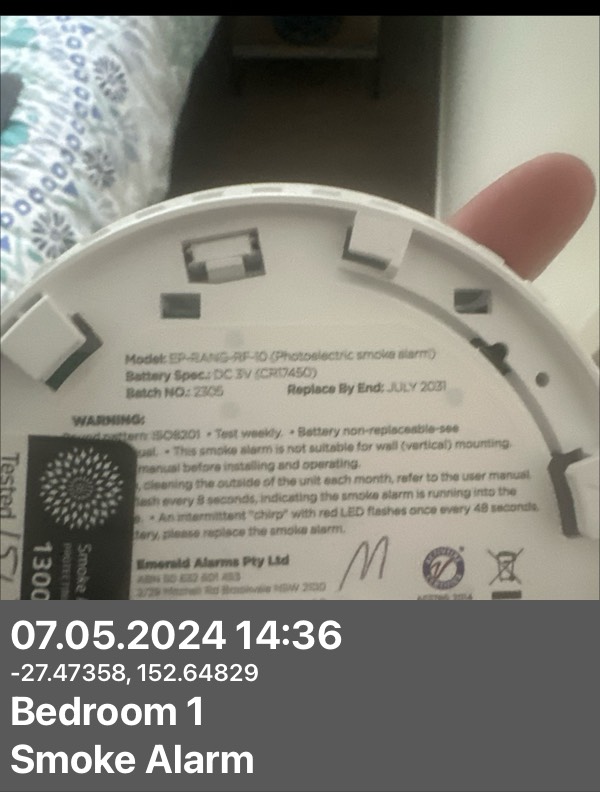 Model: EP-RANG-RF-10 (Photoelectric smoke alarm)
Battery Spec.: DC 3V (CR17450)
Batch NO.: 2305 Replace By End: JULY 2031
WARNING:
pattern: ISO8201 • Test weekly. • Battery non-replaceable-see
• This smoke alarm is not suitable for wall (vertical) mounting.
manual before installing and operating.
cleaning the outside of the unit each month, refer to the user manual
flash every 8 seconds, indicating the smoke alarm is running into the
• An intermittent "chirp" with red LED flashes once every 48 seconds,
please replace the smoke alarm.
Emerald Alarms Pty Ltd
Tested
Smoke
1300
07.05.2024 14:36
-27.47358, 152.64829
Bedroom 1
Smoke Alarm